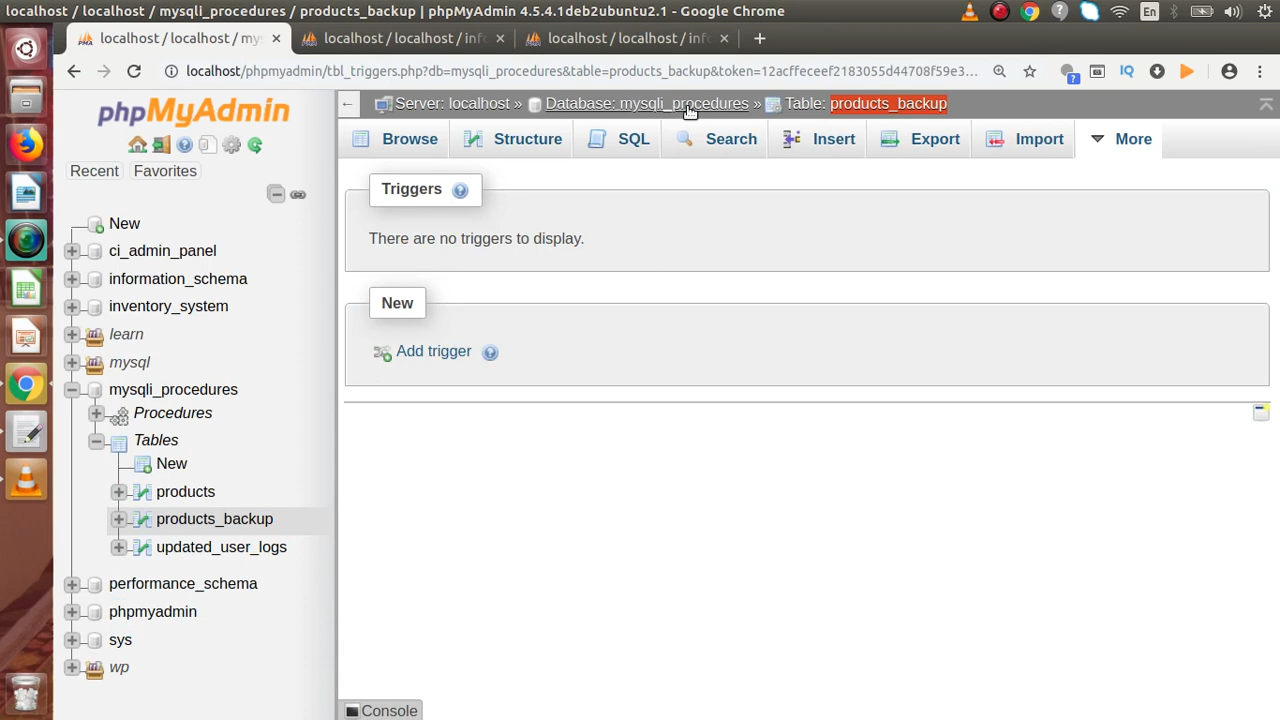 localhost / localhost / mysqli_procedures / products_backup | phpMyAdmin 4.5.4.1deb2ubuntu2.1 - Google Chrome
En
localhost / localhost / my
localhost / localhost / inf
localhost / localhost / inf
localhost/phpmyadmin/tbl_triggers.php?db=mysqli_procedures&table=products_backup&token=12acffeceef2183055d44708f59e3...
IQ
phpMyAdmin
Recent
Favorites
New
ci_admin_panel
information_schema
inventory_system
learn
mysql
mysqli_procedures
Procedures
Tables
New
products
products_backup
updated_user_logs
performance_schema
phpmyadmin
sys
wp
← Server: localhost » Database: mysqli_procedures » Table: products_backup
Browse Structure SQL Search Insert Export Import More
Triggers
There are no triggers to display.
New
Add trigger
Console